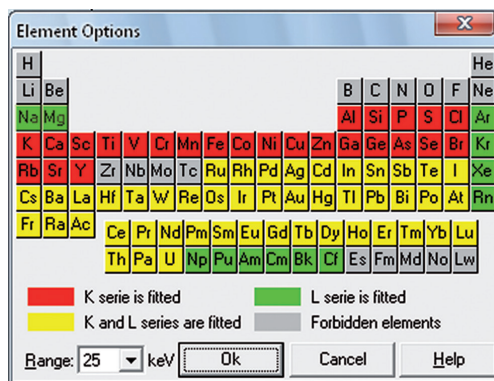 Element Options
H He
Li Be B C N O F Ne
Na Mg Al Si P S Cl Ar
K Ca Sc Ti V Cr Mn Fe Co Ni Cu Zn Ga Ge As Se Br Kr
Rb Sr Y Zr Nb Mo Tc Ru Rh Pd Ag Cd In Sn Sb Te I Xe
Cs Ba La Hf Ta W Re Os Ir Pt Au Hg Tl Pb Bi Po At Rn
Fr Ra Ac
Ce Pr Nd Pm Sm Eu Gd Tb Dy Ho Er Tm Yb Lu
Th Pa U Np Pu Am Cm Bk Cf Es Fm Md No Lw
K serie is fitted L serie is fitted
K and L series are fitted Forbidden elements
Range: 25 keV Ok Cancel Help